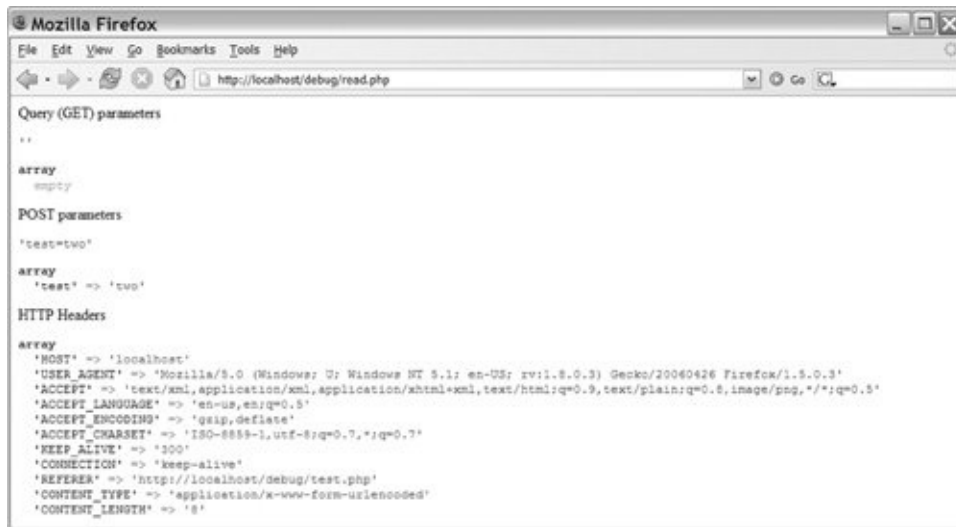 Mozilla Firefox
File Edit View Go Bookmarks Tools Help
http://localhost/debug/read.php Go
Query (GET) parameters
''
array
empty
POST parameters
'test=two'
array
'test' => 'two'
HTTP Headers
array
'HOST' => 'localhost'
'USER_AGENT' => 'Mozilla/5.0 (Windows; U; Windows NT 5.1; en-US; rv:1.8.0.3) Gecko/20060426 Firefox/1.5.0.3'
'ACCEPT' => 'text/xml,application/xml,application/xhtml+xml,text/html;q=0.9,text/plain;q=0.8,image/png,*/*;q=0.5'
'ACCEPT_LANGUAGE' => 'en-us,en;q=0.5'
'ACCEPT_ENCODING' => 'gzip,deflate'
'ACCEPT_CHARSET' => 'ISO-8859-1,utf-8;q=0.7,*;q=0.7'
'KEEP_ALIVE' => '300'
'CONNECTION' => 'keep-alive'
'REFERER' => 'http://localhost/debug/test.php'
'CONTENT_TYPE' => 'application/x-www-form-urlencoded'
'CONTENT_LENGTH' => '8'